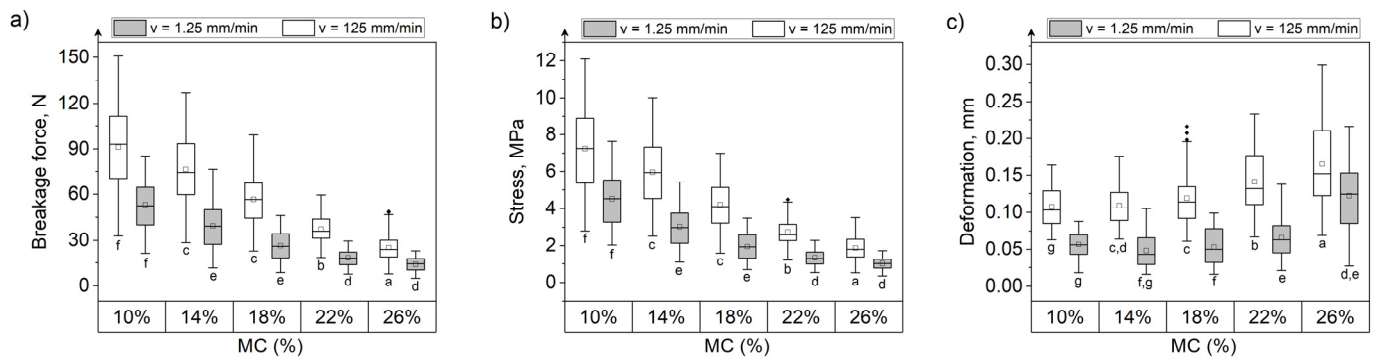 a)
v = 1.25 mm/min v = 125 mm/min
Breakage force, N
150
120
90
60
30
0
f f c e c e b d a d
10% 14% 18% 22% 26%
MC (%)
b)
v = 1.25 mm/min v = 125 mm/min
Stress, MPa
12
10
8
6
4
2
0
f f c e c e b d a d
10% 14% 18% 22% 26%
MC (%)
c)
v = 1.25 mm/min v = 125 mm/min
Deformation, mm
0.30
0.25
0.20
0.15
0.10
0.05
0.00
g g c,d f,g c f b e a d,e
10% 14% 18% 22% 26%
MC (%)